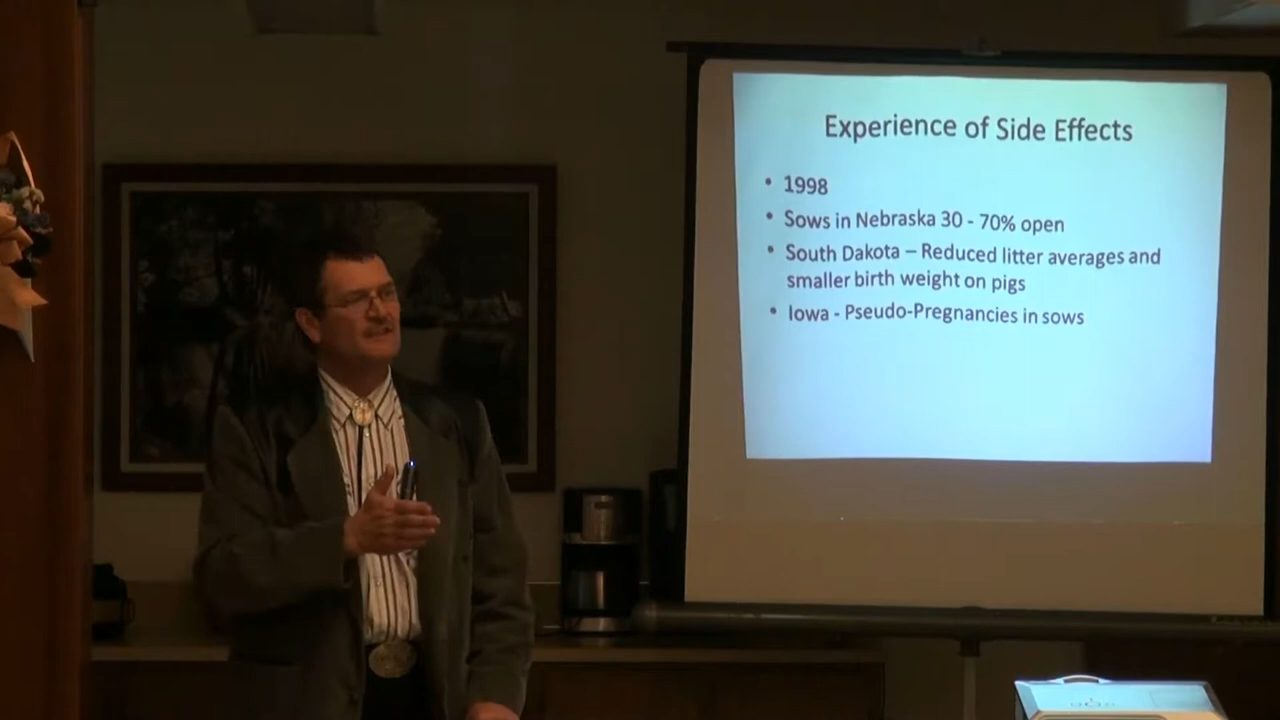 Experience of Side Effects
• 1998
• Sows in Nebraska 30 - 70% open
• South Dakota – Reduced litter averages and
smaller birth weight on pigs
• Iowa - Pseudo-Pregnancies in sows